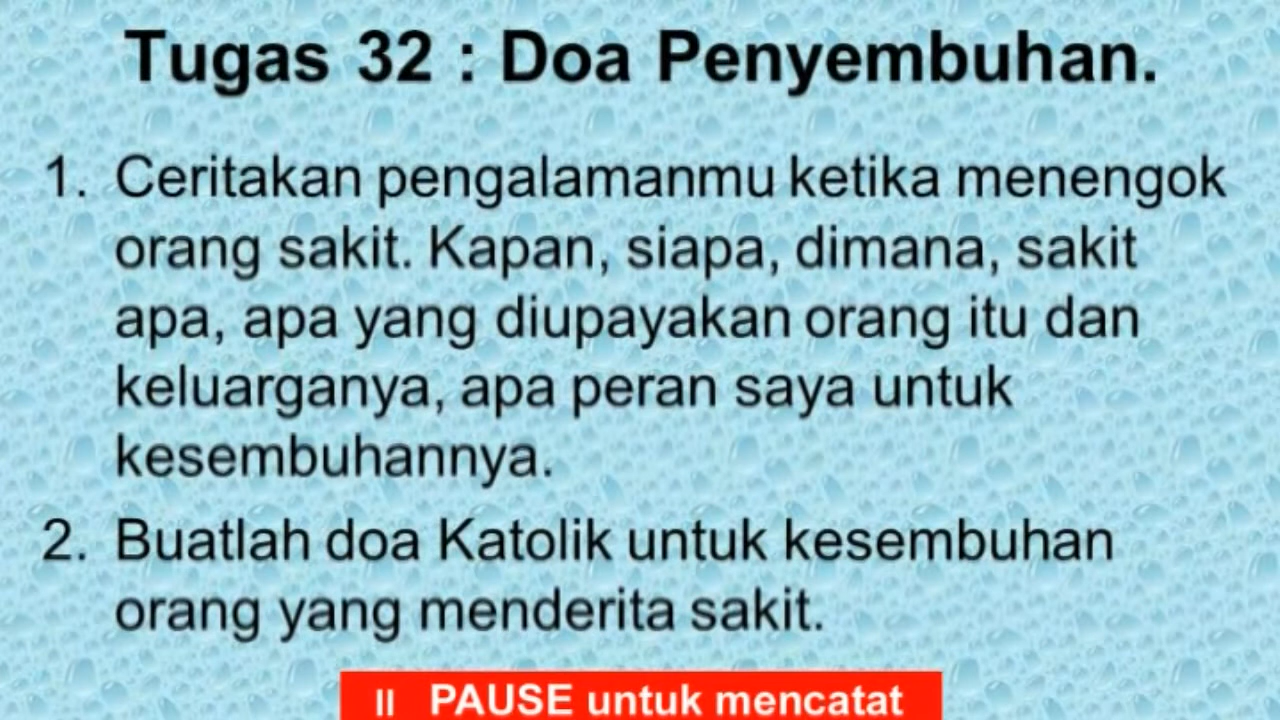 Tugas 32 : Doa Penyembuhan.
1. Ceritakan pengalamanmu ketika menengok
orang sakit. Kapan, siapa, dimana, sakit
apa, apa yang diupayakan orang itu dan
keluarganya, apa peran saya untuk
kesembuhannya.
2. Buatlah doa Katolik untuk kesembuhan
orang yang menderita sakit.
II PAUSE untuk mencatat